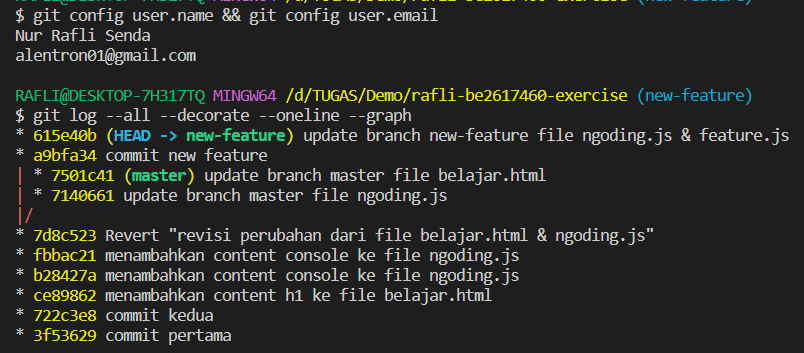 $ git config user.name && git config user.email
Nur Rafli Senda
alentron01@gmail.com
RAFLI@DESKTOP-7H317TQ MINGW64 /d/TUGAS/Demo/rafli-be2617460-exercise (new-feature)
$ git log --all --decorate --oneline --graph
* 615e40b (HEAD -> new-feature) update branch new-feature file ngoding.js & feature.js
* a9bfa34 commit new feature
| * 7501c41 (master) update branch master file belajar.html
| * 7140661 update branch master file ngoding.js
|/
* 7d8c523 Revert "revisi perubahan dari file belajar.html & ngoding.js"
* fbbac21 menambahkan content console ke file ngoding.js
* b28427a menambahkan content console ke file ngoding.js
* ce89862 menambahkan content h1 ke file belajar.html
* 722c3e8 commit kedua
* 3f53629 commit pertama